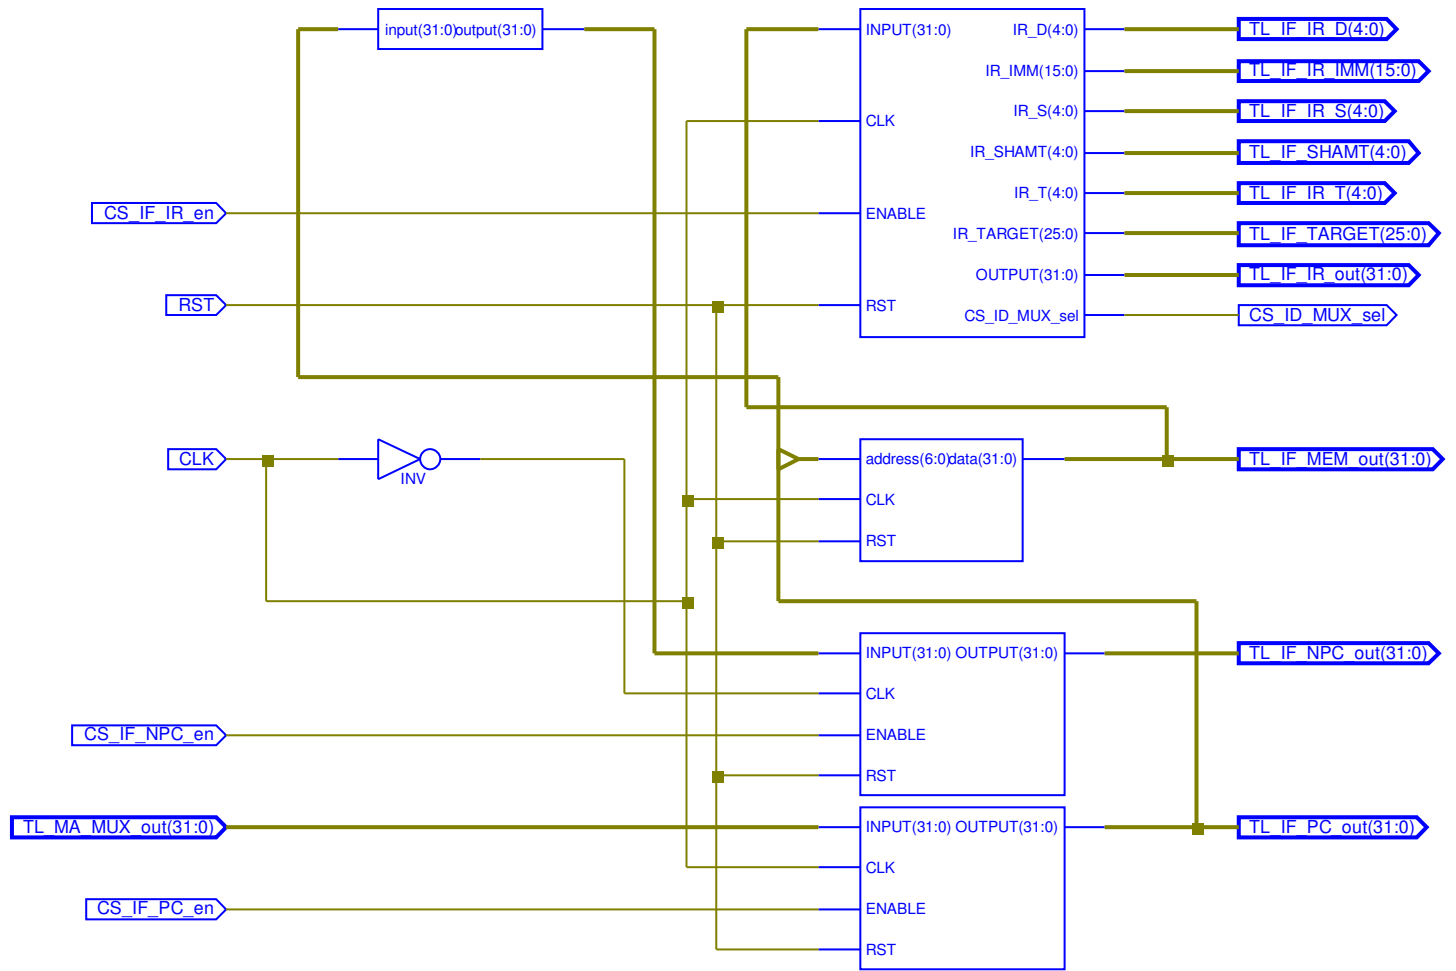 input(31:0)output(31:0)
INPUT(31:0) IR_D(4:0) TL_IF_IR_D(4:0)
IR_IMM(15:0) TL_IF_IR_IMM(15:0)
IR_S(4:0) TL_IF_IR_S(4:0)
CLK
IR_SHAMT(4:0) TL_IF_SHAMT(4:0)
IR_T(4:0) TL_IF_IR_T(4:0)
CS_IF_IR_en ENABLE
IR_TARGET(25:0) TL_IF_TARGET(25:0)
OUTPUT(31:0) TL_IF_IR_out(31:0)
RST RST
CS_ID_MUX_sel CS_ID_MUX_sel
CLK address(6:0)data(31:0) TL_IF_MEM_out(31:0)
INV
CLK
RST
INPUT(31:0) OUTPUT(31:0) TL_IF_NPC_out(31:0)
CLK
CS_IF_NPC_en ENABLE
RST
TL_MA_MUX_out(31:0) INPUT(31:0) OUTPUT(31:0) TL_IF_PC_out(31:0)
CLK
CS_IF_PC_en ENABLE
RST